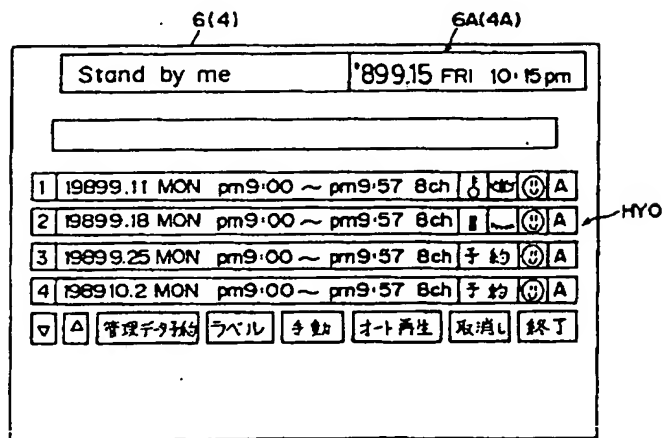 6(4) 6A(4A)
Stand by me '899.15 FRI 10:15pm
1 19899.11 MON pm9:00 ~ pm9:57 8ch A
2 19899.18 MON pm9:00 ~ pm9:57 8ch A
HYO
3 19899.25 MON pm9:00 ~ pm9:57 8ch 予約 A
4 198910.2 MON pm9:00 ~ pm9:57 8ch 予約 A
▽ △ 管理データ予約 ラベル 手動 オート再生 取消し 終了